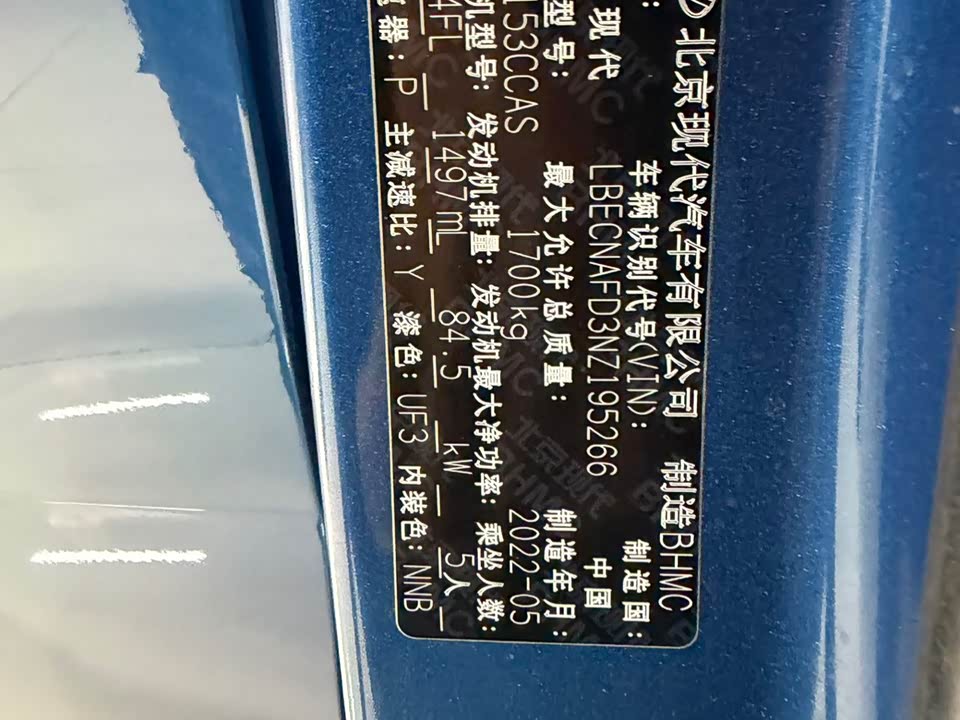 北京现代汽车有限公司 制造BHMC
车辆识别代号(VIN): 制造国:
现代 LBECNAFD3NZ195266 中国
型号: 最大允许总质量: 制造年月:
153CCAS 1700kg 2022-05
机型号: 发动机排量: 发动机最大净功率: 乘坐人数:
4FL 1497mL 84.5 kW 5人
器: P 主减速比: Y 漆色: UF3 内装色: NNB